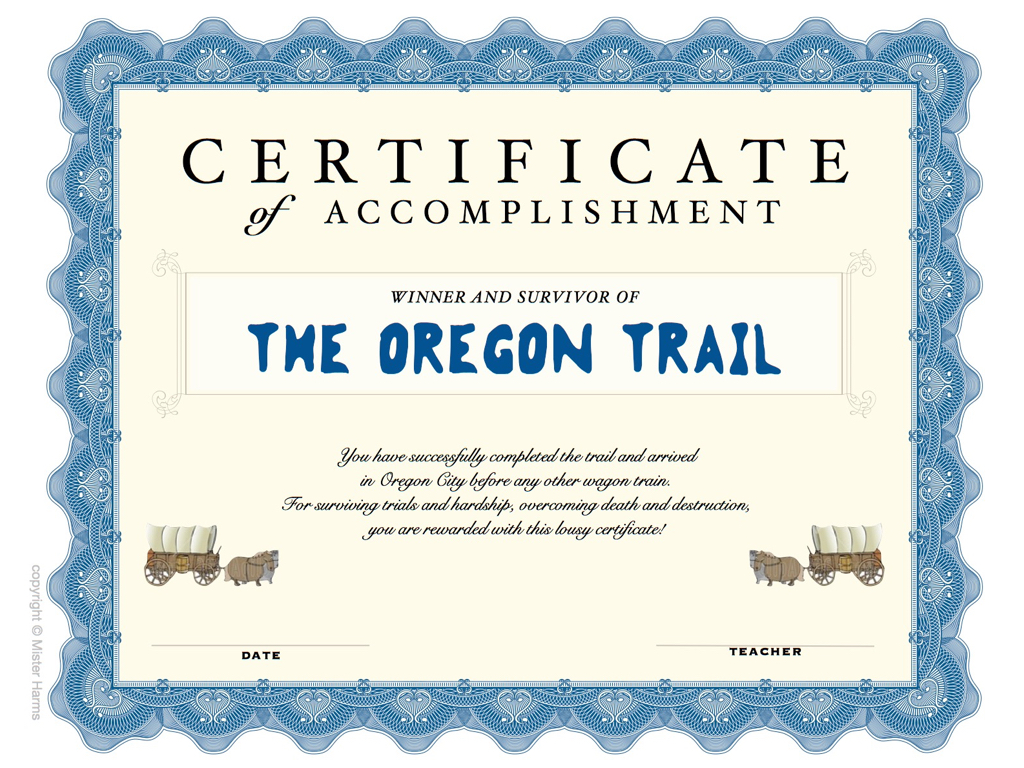 CERTIFICATE
of ACCOMPLISHMENT
WINNER AND SURVIVOR OF
THE OREGON TRAIL
You have successfully completed the trail and arrived
in Oregon City before any other wagon train.
For surviving trials and hardship, overcoming death and destruction,
you are rewarded with this lousy certificate!
DATE
TEACHER
copyright © Mister Harms